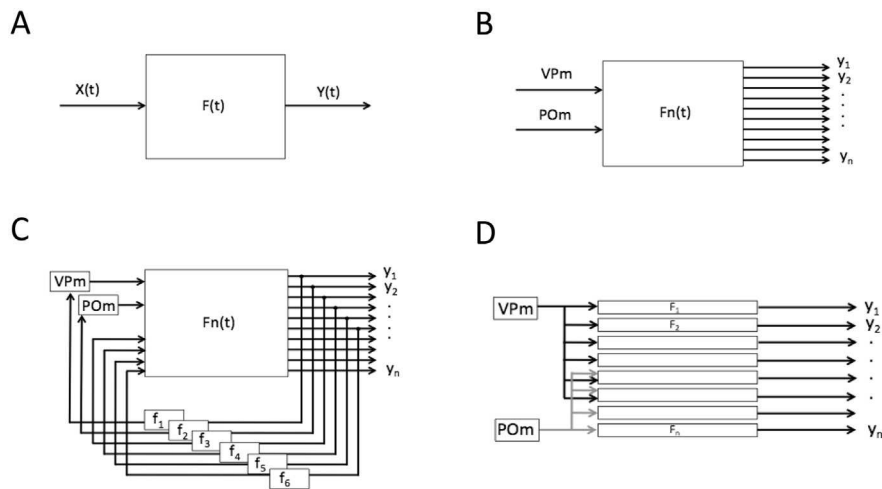 A
X(t)
F(t)
Y(t)
B
VPm
POm
Fn(t)
y1
y2
.
.
.
.
yn
C
VPm
POm
Fn(t)
y1
y2
.
.
.
.
yn
f1
f2
f3
f4
f5
f6
D
VPm
POm
F1
F2
Fn
y1
y2
.
.
.
.
yn